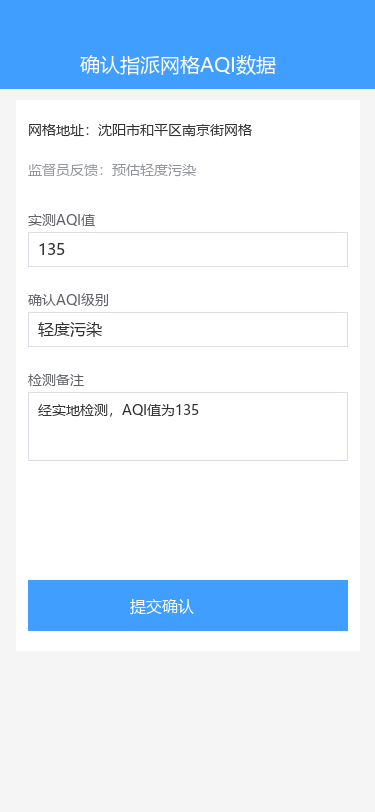 确认指派网格AQI数据
网格地址：沈阳市和平区南京街网格
监督员反馈：预估轻度污染
实测AQI值
135
确认AQI级别
轻度污染
检测备注
经实地检测，AQI值为135
提交确认